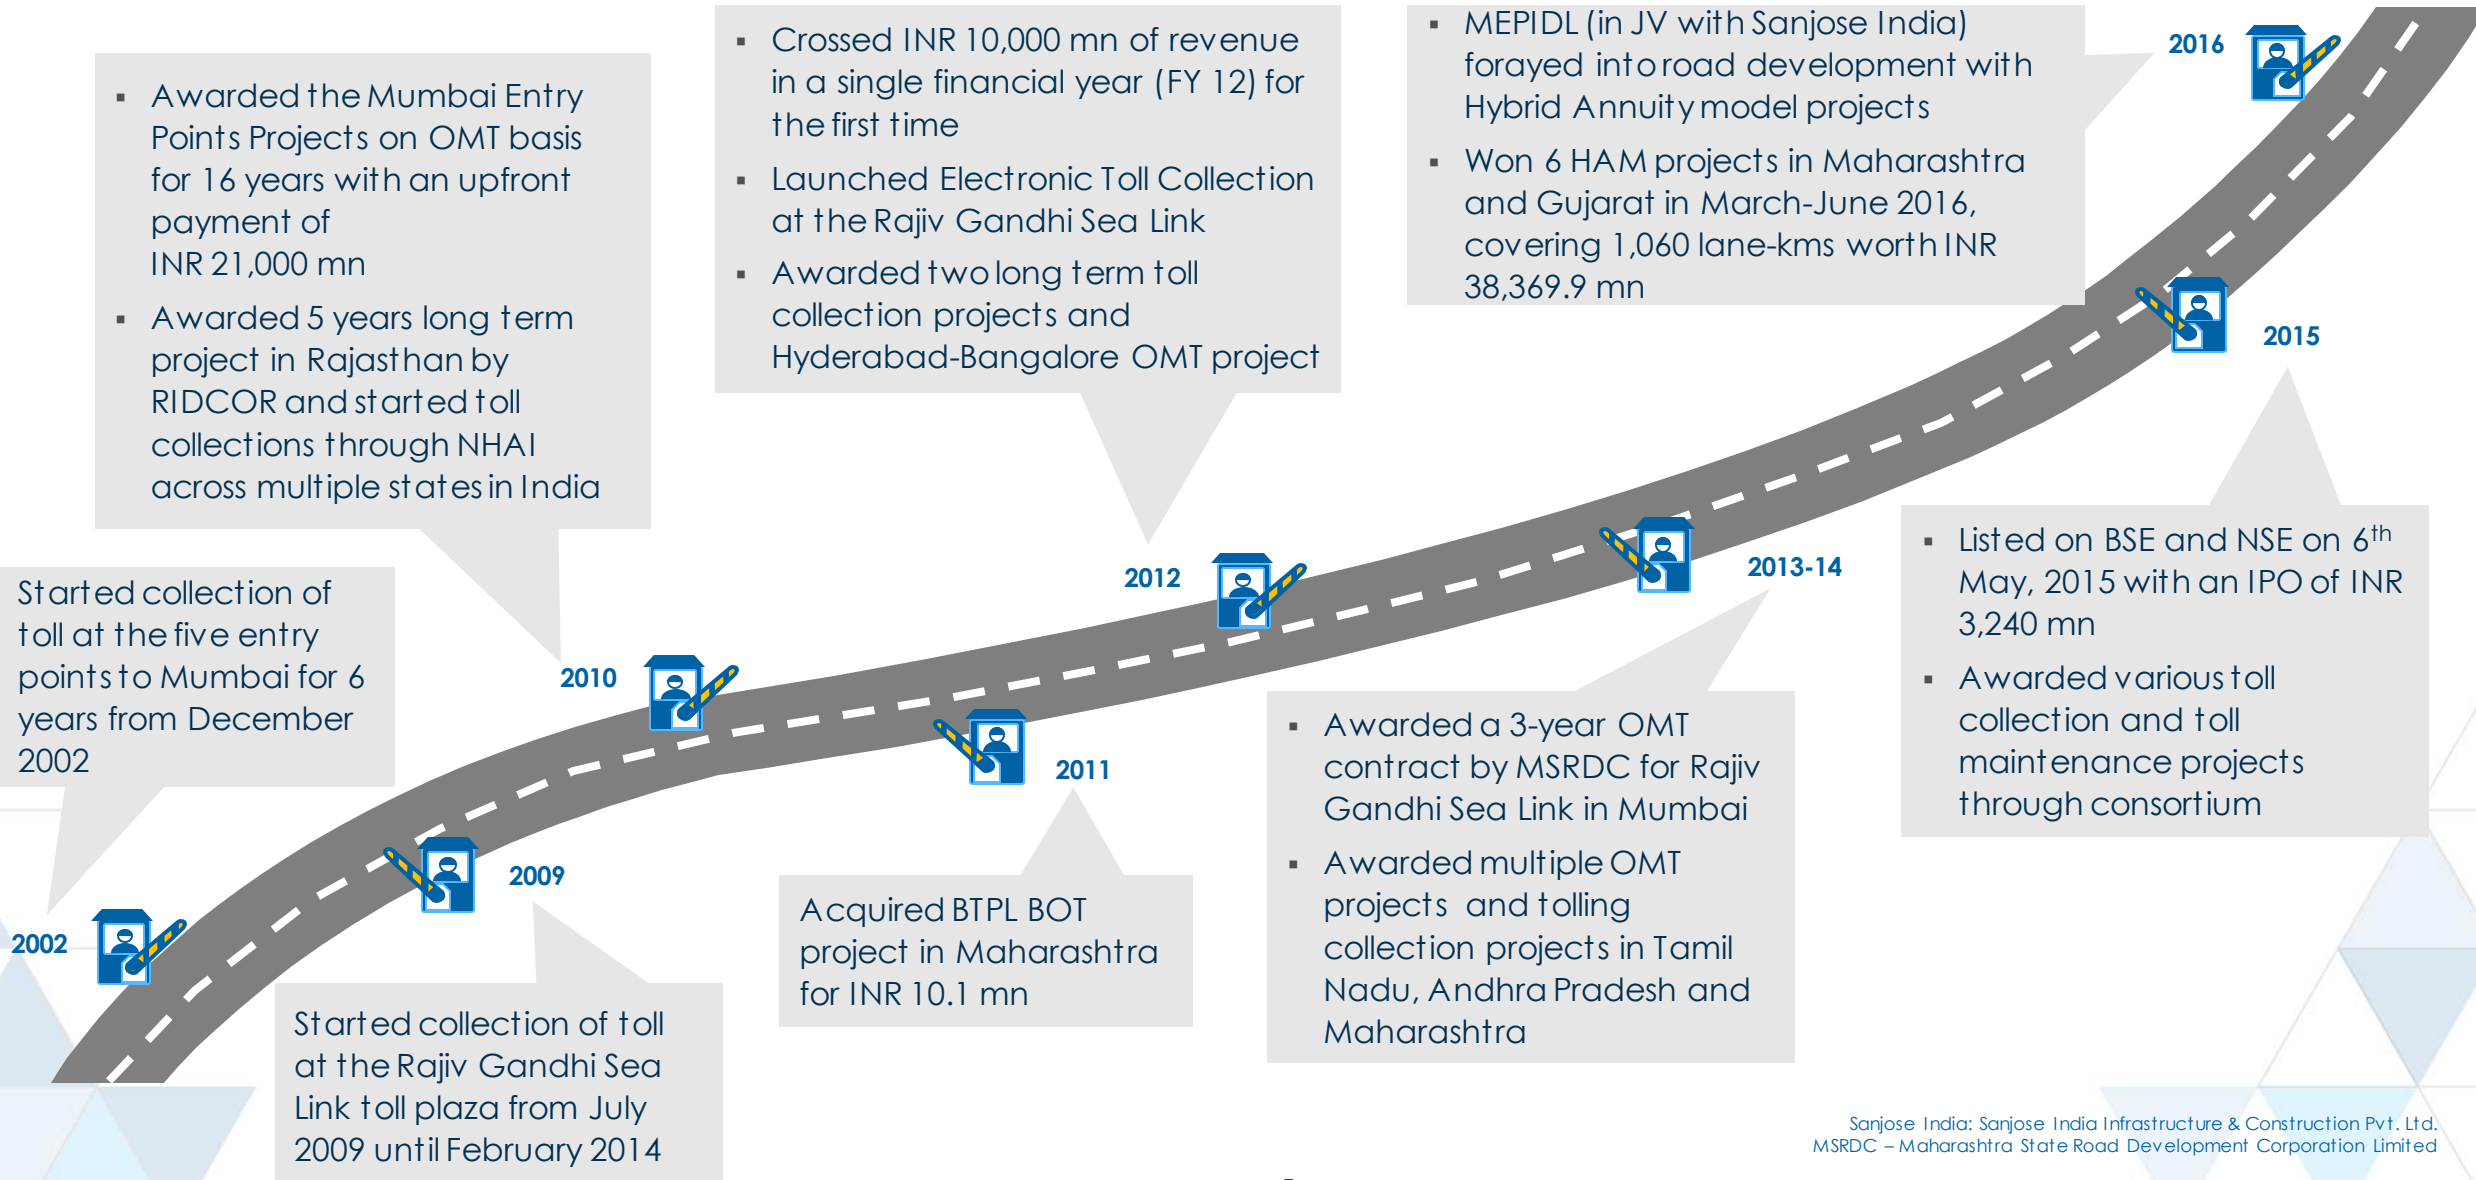 ▪ Awarded the Mumbai Entry
Points Projects on OMT basis
for 16 years with an upfront
payment of
INR 21,000 mn
▪ Awarded 5 years long term
project in Rajasthan by
RIDCOR and started toll
collections through NHAI
across multiple states in India
▪ Crossed INR 10,000 mn of revenue
in a single financial year (FY 12) for
the first time
▪ Launched Electronic Toll Collection
at the Rajiv Gandhi Sea Link
▪ Awarded two long term toll
collection projects and
Hyderabad-Bangalore OMT project
▪ MEPIDL (in JV with Sanjose India)
forayed into road development with
Hybrid Annuity model projects
▪ Won 6 HAM projects in Maharashtra
and Gujarat in March-June 2016,
covering 1,060 lane-kms worth INR
38,369.9 mn
2016
2015
Started collection of
toll at the five entry
points to Mumbai for 6
years from December
2002
2010
2012
2013-14
▪ Listed on BSE and NSE on 6th
May, 2015 with an IPO of INR
3,240 mn
▪ Awarded various toll
collection and toll
maintenance projects
through consortium
2002
2009
2011
Started collection of toll
at the Rajiv Gandhi Sea
Link toll plaza from July
2009 until February 2014
Acquired BTPL BOT
project in Maharashtra
for INR 10.1 mn
▪ Awarded a 3-year OMT
contract by MSRDC for Rajiv
Gandhi Sea Link in Mumbai
▪ Awarded multiple OMT
projects and tolling
collection projects in Tamil
Nadu, Andhra Pradesh and
Maharashtra
Sanjose India: Sanjose India Infrastructure & Construction Pvt. Ltd.
MSRDC – Maharashtra State Road Development Corporation Limited